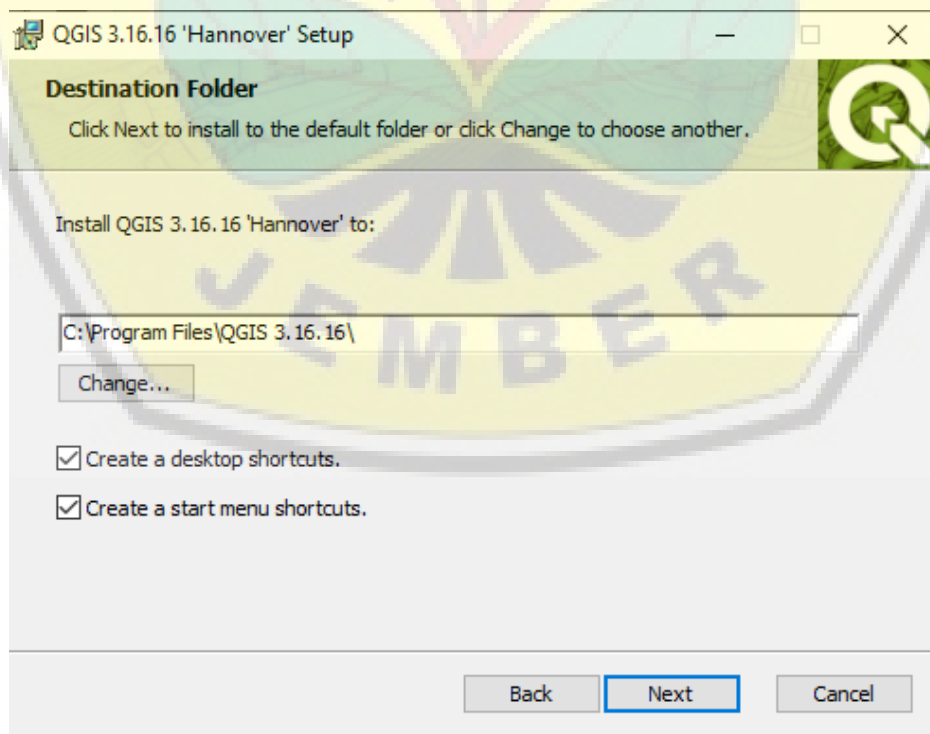 QGIS 3.16.16 'Hannover' Setup
Destination Folder
Click Next to install to the default folder or click Change to choose another.
Install QGIS 3.16.16 'Hannover' to:
JEMBER
C:\Program Files\QGIS 3.16.16\
Change...
Create a desktop shortcuts.
Create a start menu shortcuts.
Back Next Cancel